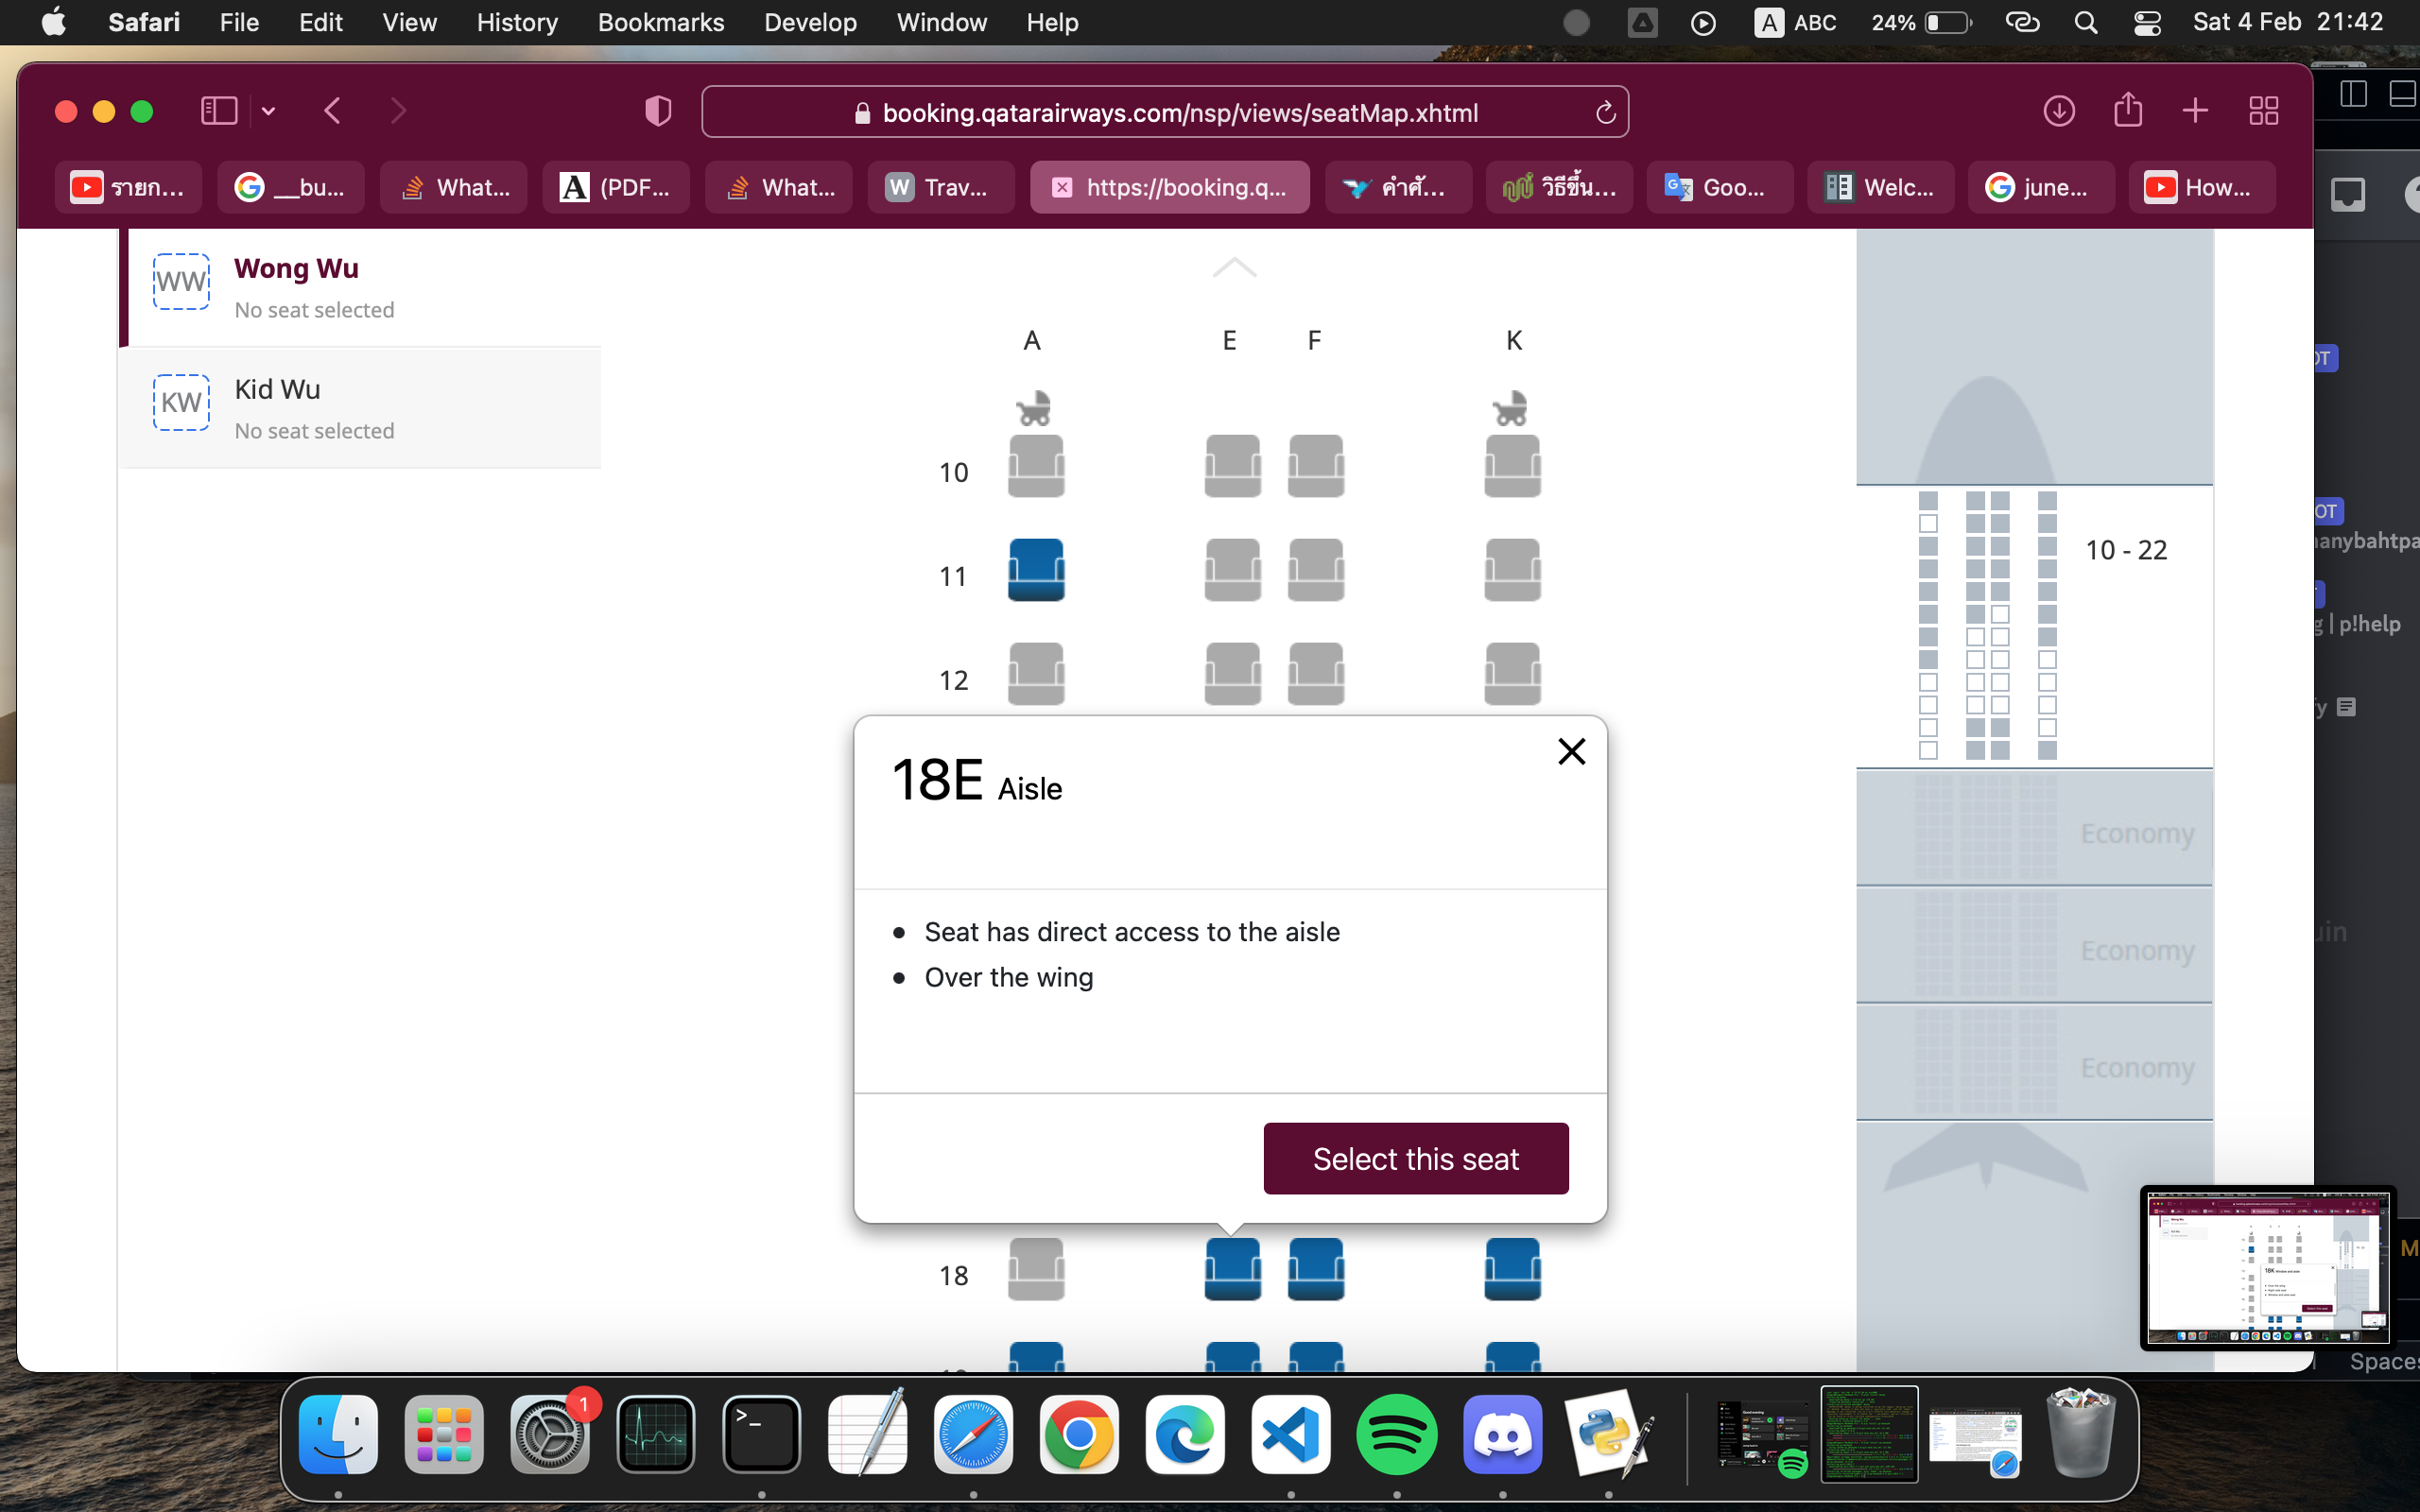 Safari File Edit View History Bookmarks Develop Window Help A ABC 24% Sat 4 Feb 21:42
booking.qatarairways.com/nsp/views/seatMap.xhtml
รายก... __bu... What... A (PDF... What... W Trav... https://booking.q... คำศั... วิธีขึ้น... Goo... Welc... june... How...
WW Wong Wu
No seat selected
KW Kid Wu
No seat selected
A E F K
10
11
12
18E Aisle
Seat has direct access to the aisle
Over the wing
Select this seat
18
10 - 22
Economy
Economy
Economy
OT
p!help
Spaces
1